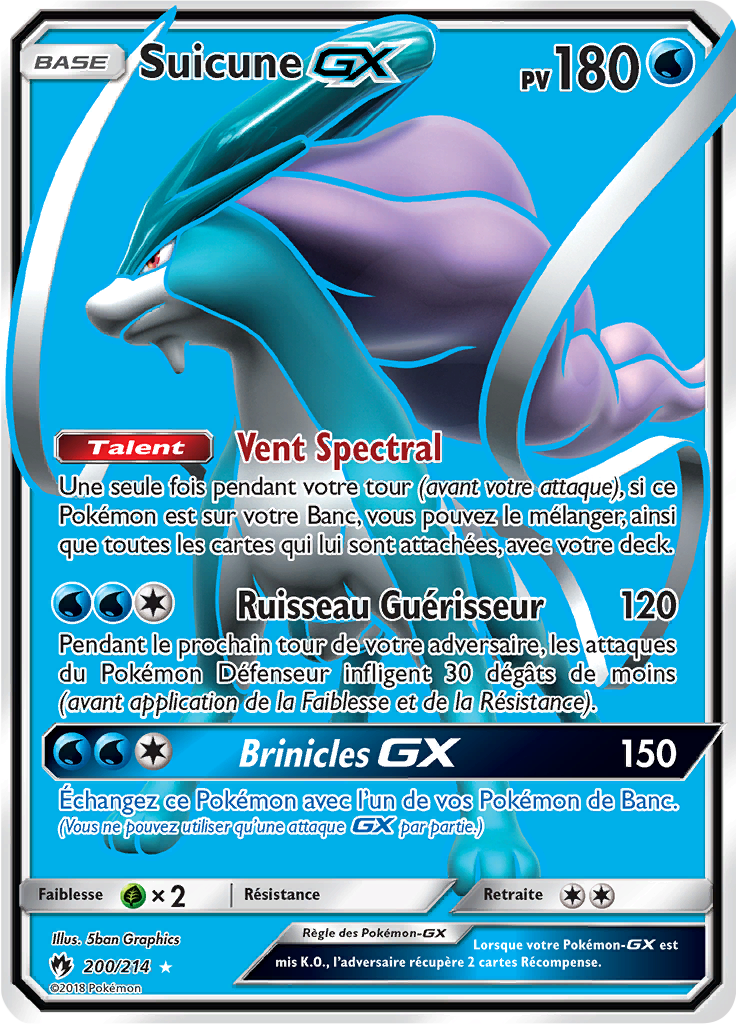 BASE Suicune GX PV 180
Talent Vent Spectral
Une seule fois pendant votre tour (avant votre attaque), si ce
Pokémon est sur votre Banc, vous pouvez le mélanger, ainsi
que toutes les cartes qui lui sont attachées, avec votre deck.
Ruisseau Guérisseur 120
Pendant le prochain tour de votre adversaire, les attaques
du Pokémon Défenseur infligent 30 dégâts de moins
(avant application de la Faiblesse et de la Résistance).
Brinicles GX 150
Échangez ce Pokémon avec l'un de vos Pokémon de Banc.
(Vous ne pouvez utiliser qu'une attaque GX par partie.)
Faiblesse ×2 Résistance Retraite
Illus. 5ban Graphics
200/214
©2018 Pokémon
Règle des Pokémon-GX
Lorsque votre Pokémon-GX est
mis K.O., l'adversaire récupère 2 cartes Récompense.